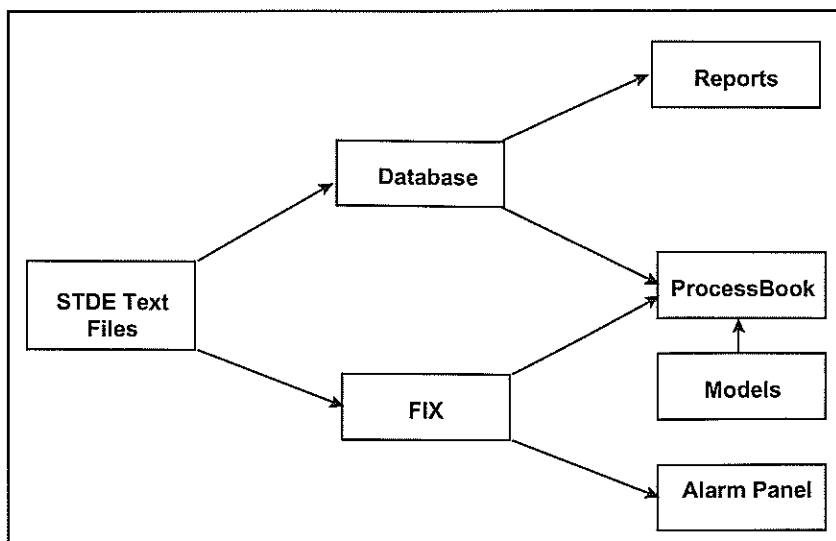 Reports
Database
ProcessBook
STDE Text
Files
Models
FIX
Alarm Panel